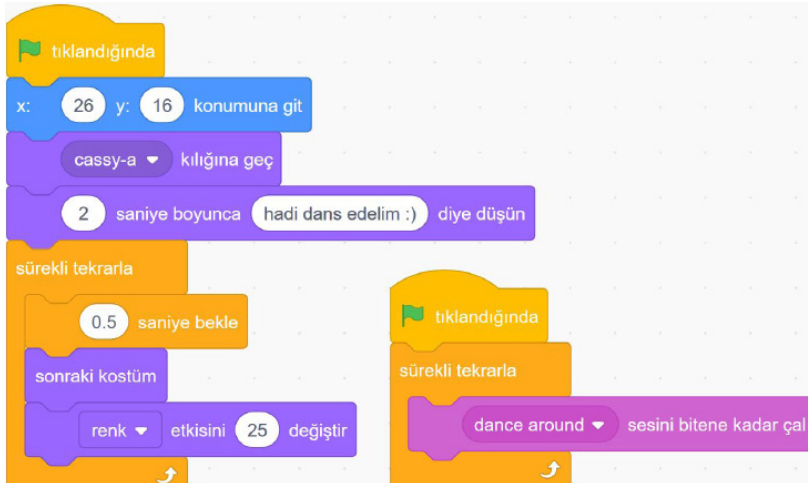 tıklandığında
x: 26 y: 16 konumuna git
cassy-a kılığına geç
2 saniye boyunca hadi dans edelim :) diye düşün
sürekli tekrarla
0.5 saniye bekle
sonraki kostüm
renk etkisini 25 değiştir
tıklandığında
sürekli tekrarla
dance around sesini bitene kadar çal